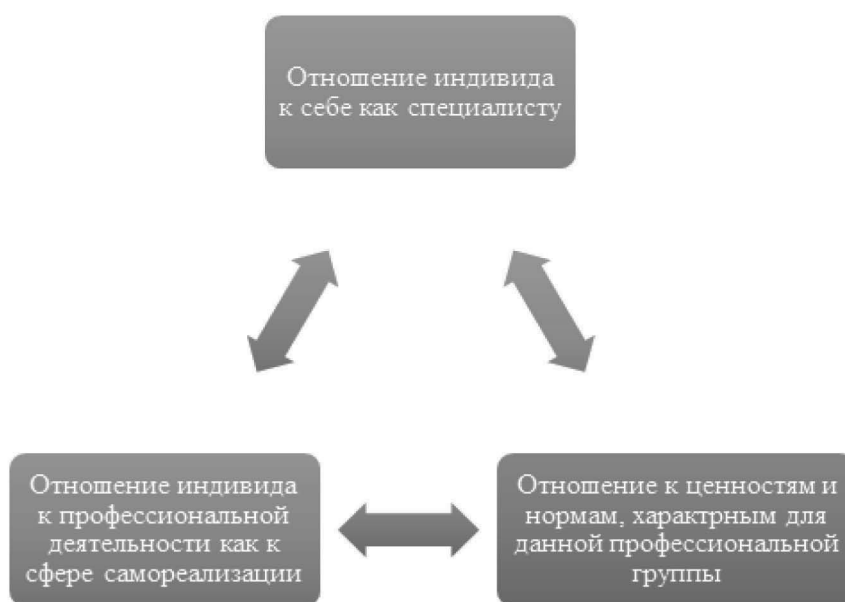 Отношение индивида
к себе как специалисту
Отношение индивида
к профессиональной
деятельности как к
сфере самореализации
Отношение к ценностям и
нормам, характрным для
данной профессиональной
группы